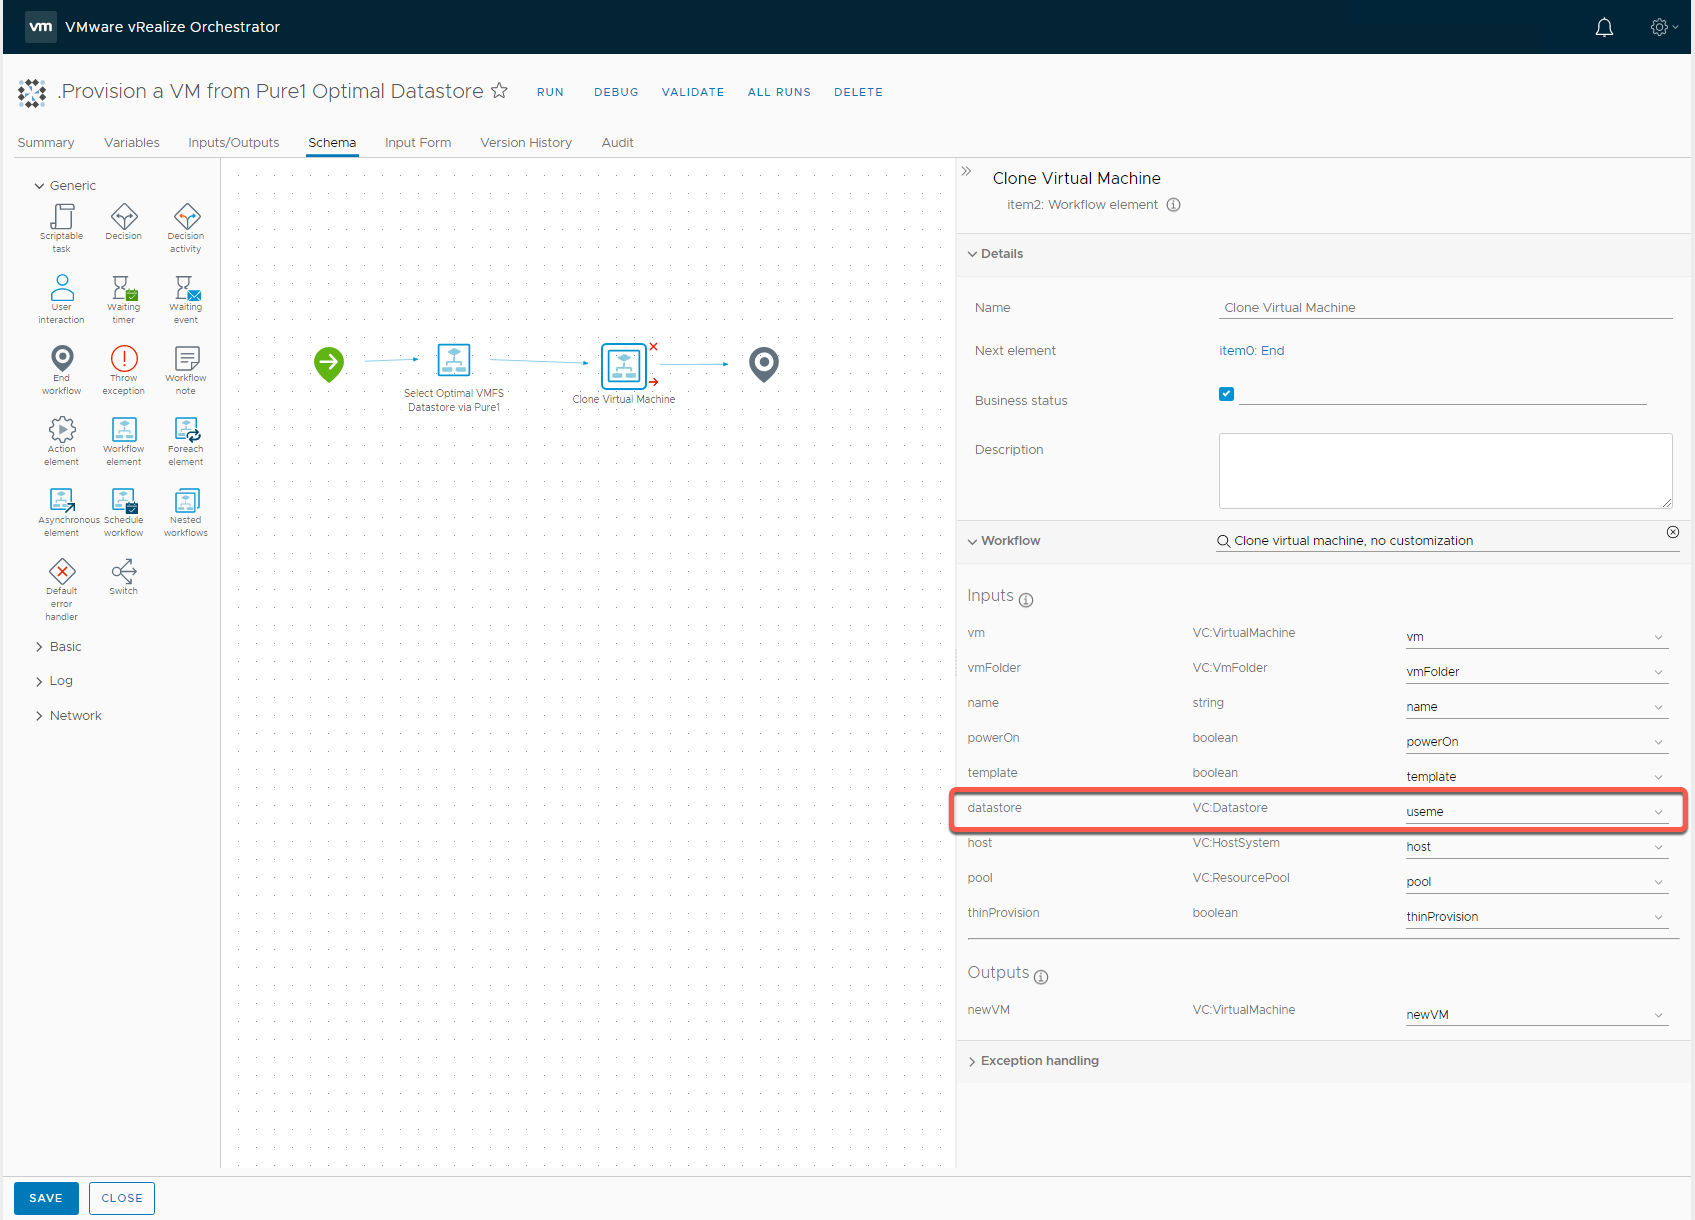 vm VMware vRealize Orchestrator
.Provision a VM from Pure1 Optimal Datastore RUN DEBUG VALIDATE ALL RUNS DELETE
Summary Variables Inputs/Outputs Schema Input Form Version History Audit
Generic
Scriptable task
Decision
Decision activity
User interaction
Waiting timer
Waiting event
End workflow
Throw exception
Workflow note
Action element
Workflow element
Foreach element
Asynchronous element
Schedule workflow
Nested workflows
Default error handler
Switch
Basic
Log
Network
Select Optimal VMFS
Datastore via Pure1
Clone Virtual Machine
Clone Virtual Machine
item2: Workflow element
Details
Name Clone Virtual Machine
Next element item0: End
Business status
Description
Workflow Clone virtual machine, no customization
Inputs
vm VC:VirtualMachine vm
vmFolder VC:VmFolder vmFolder
name string name
powerOn boolean powerOn
template boolean template
datastore VC:Datastore useme
host VC:HostSystem host
pool VC:ResourcePool pool
thinProvision boolean thinProvision
Outputs
newVM VC:VirtualMachine newVM
Exception handling
SAVE CLOSE